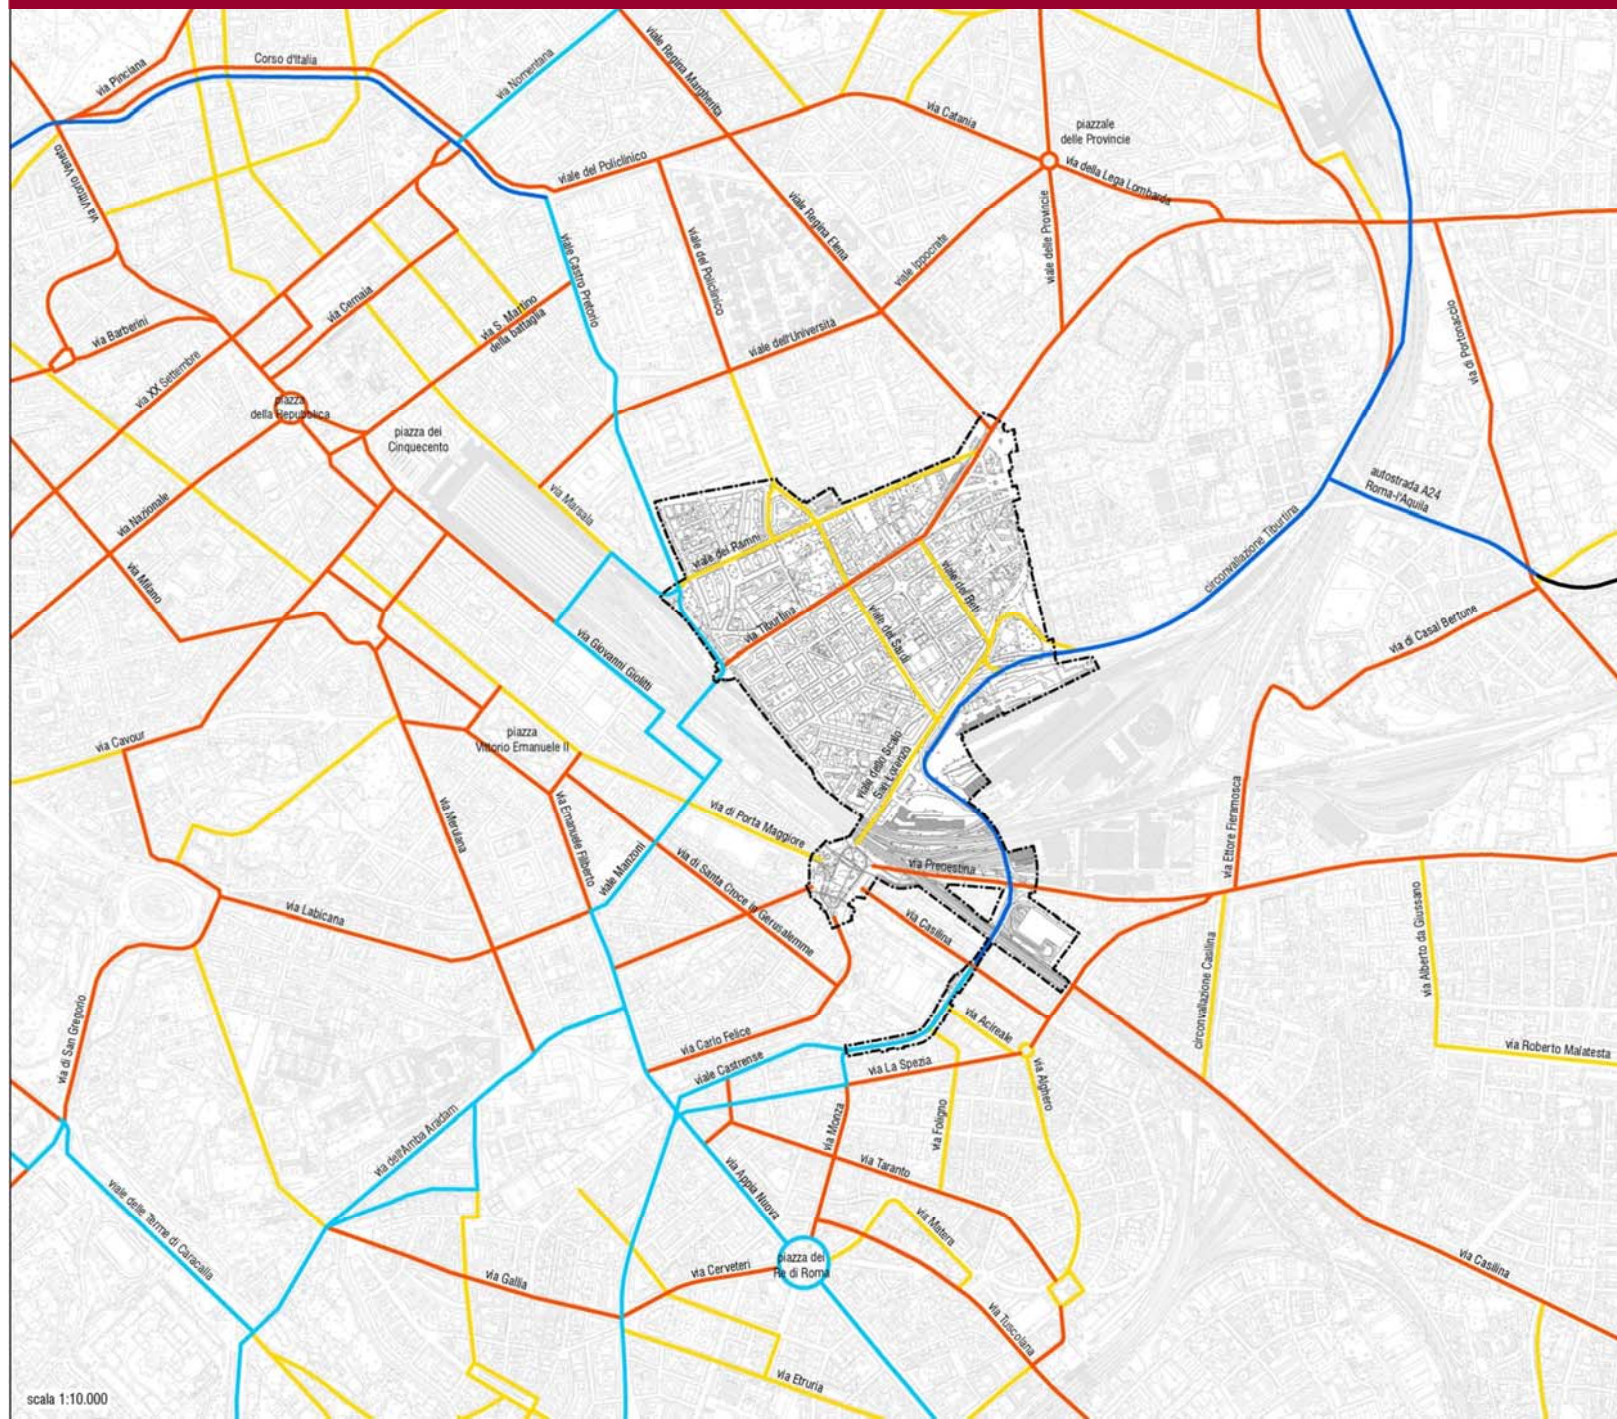 via Pinciana
Corso d'Italia
via Nomentana
viale Regina Margherita
via Catania
piazzale
delle Provincie
via della Lega Lombarda
via Vittorio Veneto
viale del Policlinico
viale Regina Elena
viale delle Provincie
viale Ippocrate
viale del Policlinico
viale Castro Pretorio
via Cernaia
via S. Martino
della battaglia
via Barberini
viale dell'Università
via di Portonaccio
via XX Settembre
piazza
della Repubblica
piazza dei
Cinquecento
via Marsala
via Nazionale
autostrada A24
Roma-l'Aquila
circonvallazione Tiburtina
viale dei Ramni
viale dei Reti
via Milano
via Tiburtina
viale dei Sardi
via di Casal Bertone
via Giovanni Giolitti
via Cavour
piazza
Vittorio Emanuele II
viale dello Scalo
San Lorenzo
via Merulana
via Emanuele Filiberto
via di Porta Maggiore
via Ettore Fieramosca
viale Manzoni
via di Santa Croce in Gerusalemme
via Prenestina
via Labicana
via Casilina
via Alberto da Giussano
circonvallazione Casilina
via di San Gregorio
via Carlo Felice
via Acireale
viale Castrense
via La Spezia
via Alghero
via Roberto Malatesta
via dell'Amba Aradam
via Monza
via Foligno
via Taranto
via Appia Nuova
viale delle Terme di Caracalla
via Matera
via Gallia
via Cerveteri
piazza dei
Re di Roma
via Casilina
via Tuscolana
via Etruria
scala 1:10.000